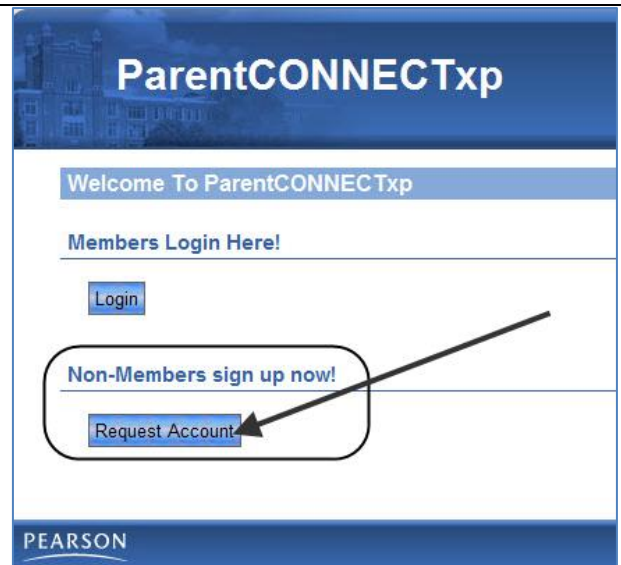 ParentCONNECTxp
Welcome To ParentCONNECTxp
Members Login Here!
Login
Non-Members sign up now!
Request Account
PEARSON